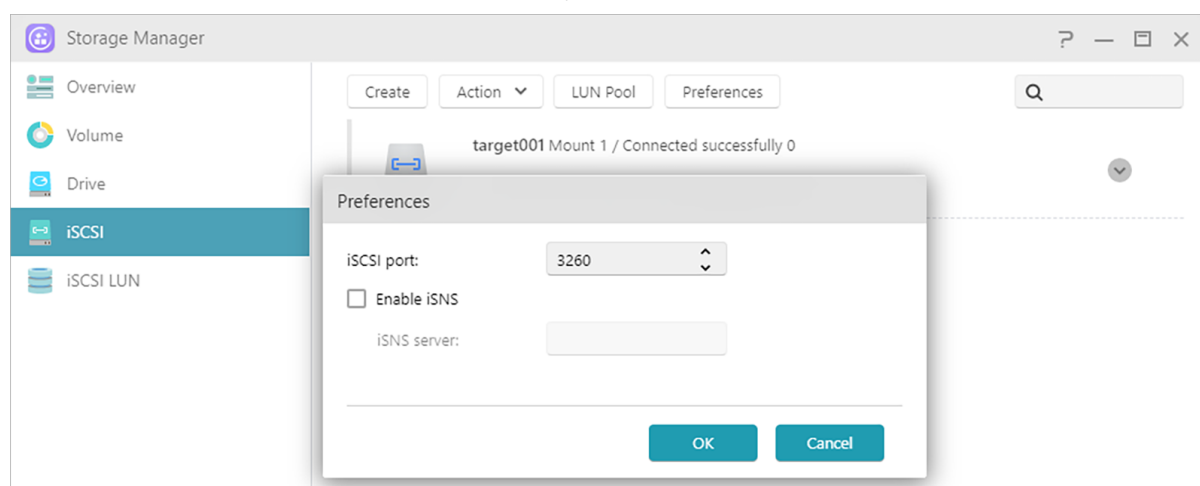 Storage Manager
Overview
Volume
Drive
iSCSI
iSCSI LUN
Create Action LUN Pool Preferences
target001 Mount 1 / Connected successfully 0
Preferences
iSCSI port: 3260
Enable iSNS
iSNS server:
OK Cancel